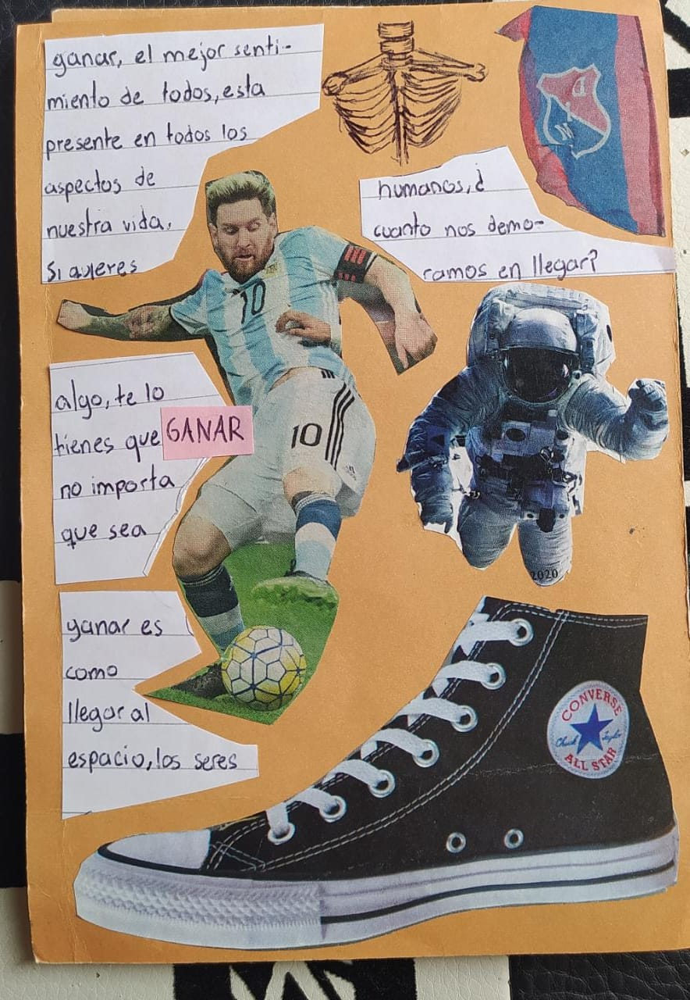 ganar, el mejor senti-
miento de todos, esta
presente en todos los
aspectos de
nuestra vida,
si quieres
algo, te lo
tienes que GANAR
no importa
que sea
ganar es
como
llegar al
espacio, los seres
humanos, ¿
cuanto nos demo-
ramos en llegar?
DIM
10
10
2020
CONVERSE
Chuck Taylor
ALL STAR